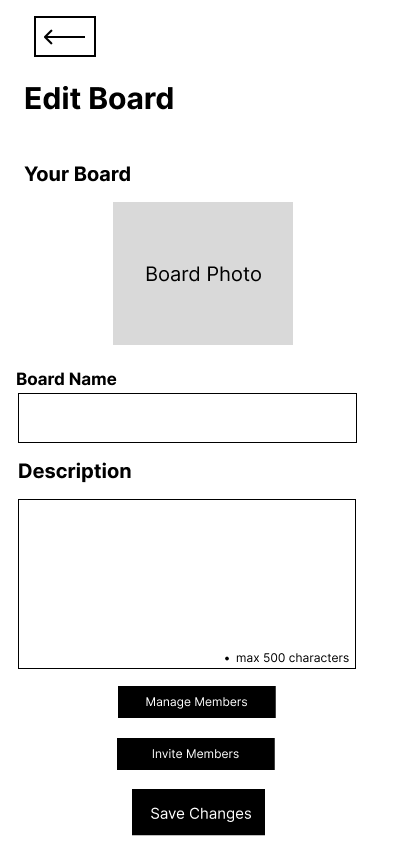 Edit Board
Your Board
Board Photo
Board Name
Description
• max 500 characters
Manage Members
Invite Members
Save Changes